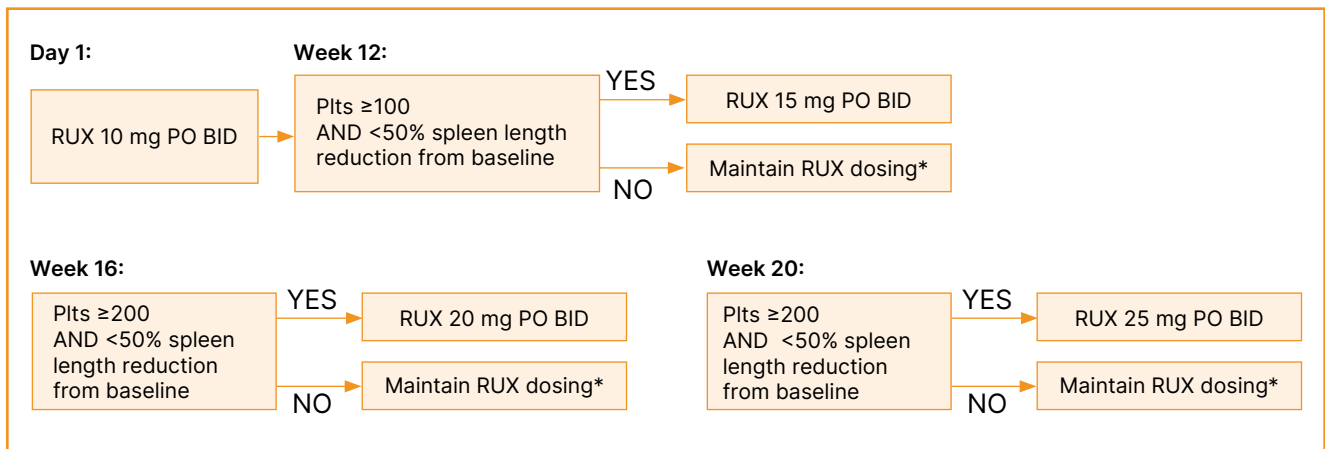 Day 1:
Week 12:
RUX 10 mg PO BID
Plts ≥100
AND <50% spleen length
reduction from baseline
YES
RUX 15 mg PO BID
NO
Maintain RUX dosing*
Week 16:
Plts ≥200
AND <50% spleen
length reduction
from baseline
YES
RUX 20 mg PO BID
NO
Maintain RUX dosing*
Week 20:
Plts ≥200
AND <50% spleen
length reduction
from baseline
YES
RUX 25 mg PO BID
NO
Maintain RUX dosing*